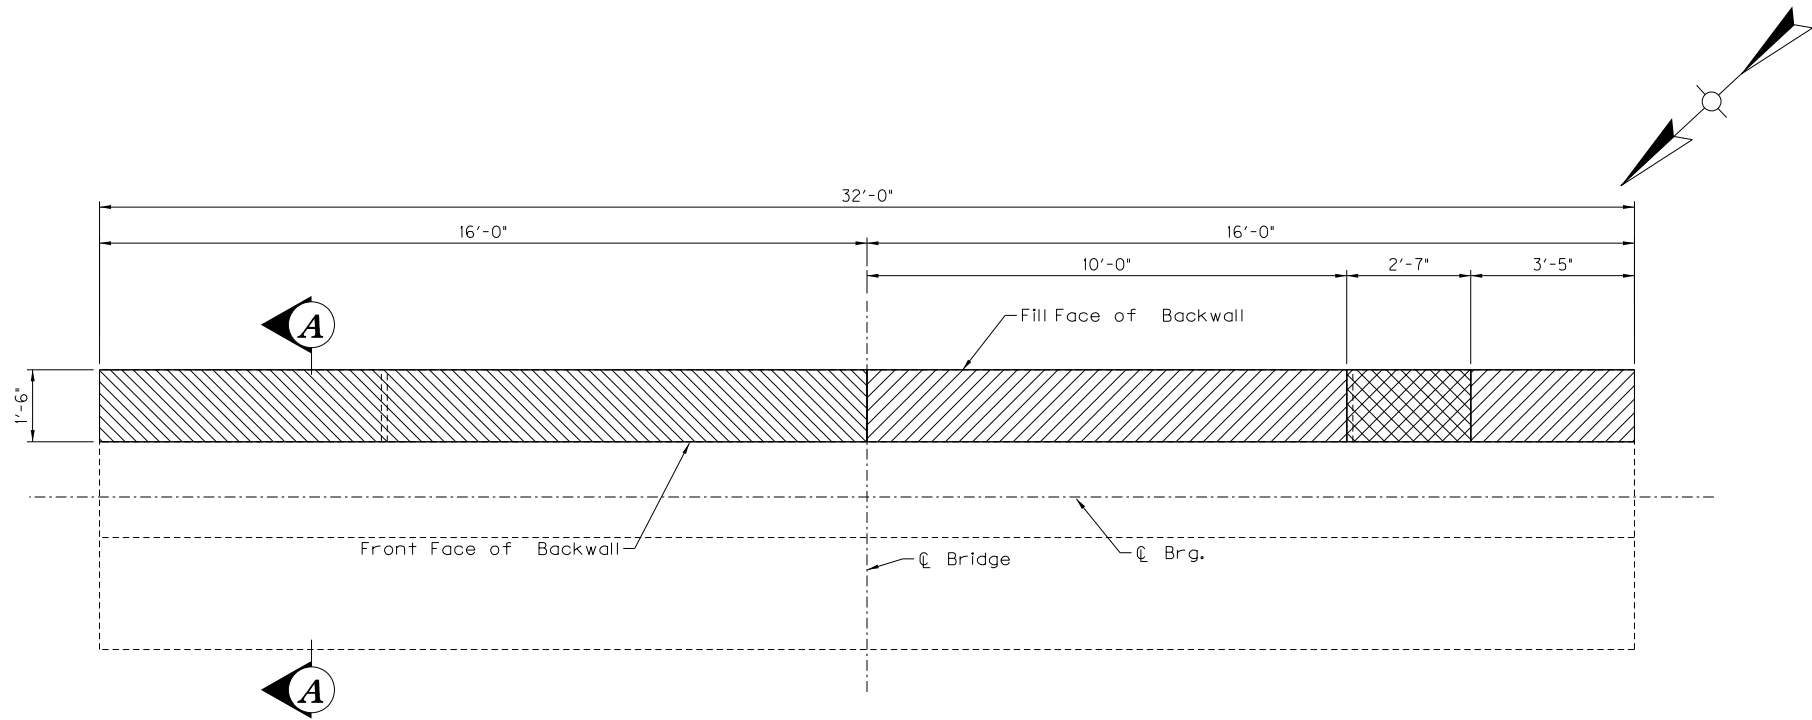 32'-0"
16'-0"
16'-0"
10'-0"
2'-7"
3'-5"
A
Fill Face of Backwall
1'-6"
Front Face of Backwall
℄ Bridge
℄ Brg.
A